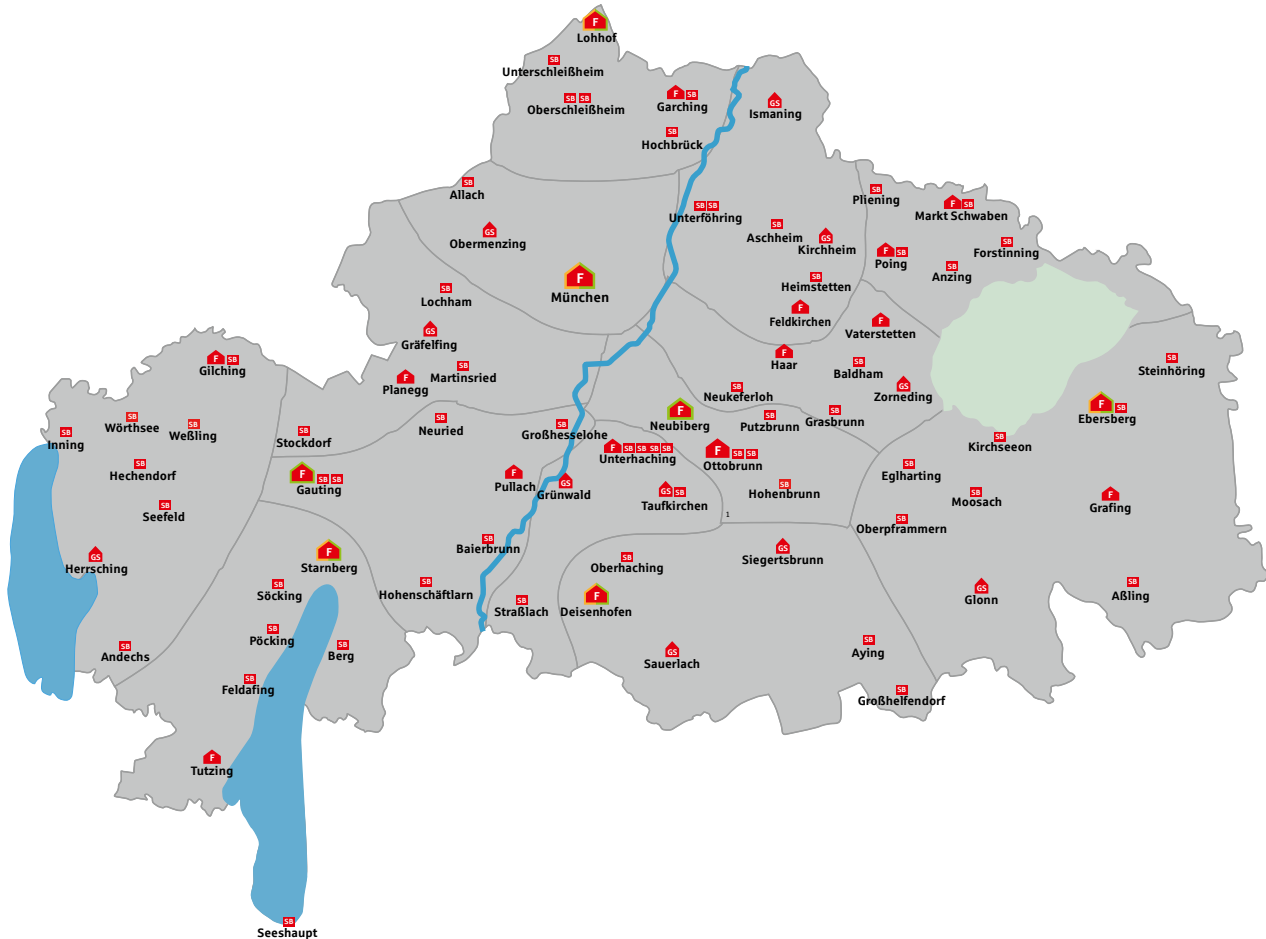 F
Lohhof
SB
Unterschleißheim
SB SB
Oberschleißheim
F SB
Garching
GS
Ismaning
SB
Hochbrück
SB
Allach
GS
Obermenzing
SB SB
Unterföhring
SB
Pliening
F SB
Markt Schwaben
SB
Aschheim
GS
Kirchheim
F SB
Poing
SB
Forstinning
SB
Anzing
F
München
SB
Heimstetten
SB
Lochham
F
Feldkirchen
F
Vaterstetten
GS
Gräfelfing
F SB
Gilching
F
Planegg
SB
Martinsried
F
Haar
SB
Baldham
GS
Zorneding
SB
Steinhöring
SB
Neukeferloh
F SB
Ebersberg
SB
Inning
SB
Wörthsee
SB
Weßling
SB
Stockdorf
SB
Neuried
SB
Großhesselohe
F
Neubiberg
SB
Putzbrunn
SB
Grasbrunn
SB
Kirchseeon
SB
Hechendorf
F SB SB
Gauting
F
Pullach
GS
Grünwald
F SB SB SB SB
Unterhaching
F SB SB
Ottobrunn
SB
Hohenbrunn
SB
Eglharting
SB
Seefeld
GS SB
Taufkirchen
1
SB
Moosach
F
Grafing
SB
Oberpframmern
GS
Herrsching
F
Starnberg
SB
Baierbrunn
SB
Oberhaching
GS
Siegertsbrunn
SB
Söcking
SB
Hohenschäftlarn
SB
Straßlach
F
Deisenhofen
GS
Glonn
SB
Aßling
SB
Andechs
SB
Pöcking
SB
Berg
GS
Sauerlach
SB
Aying
SB
Feldafing
SB
Großhelfendorf
F
Tutzing
SB
Seeshaupt